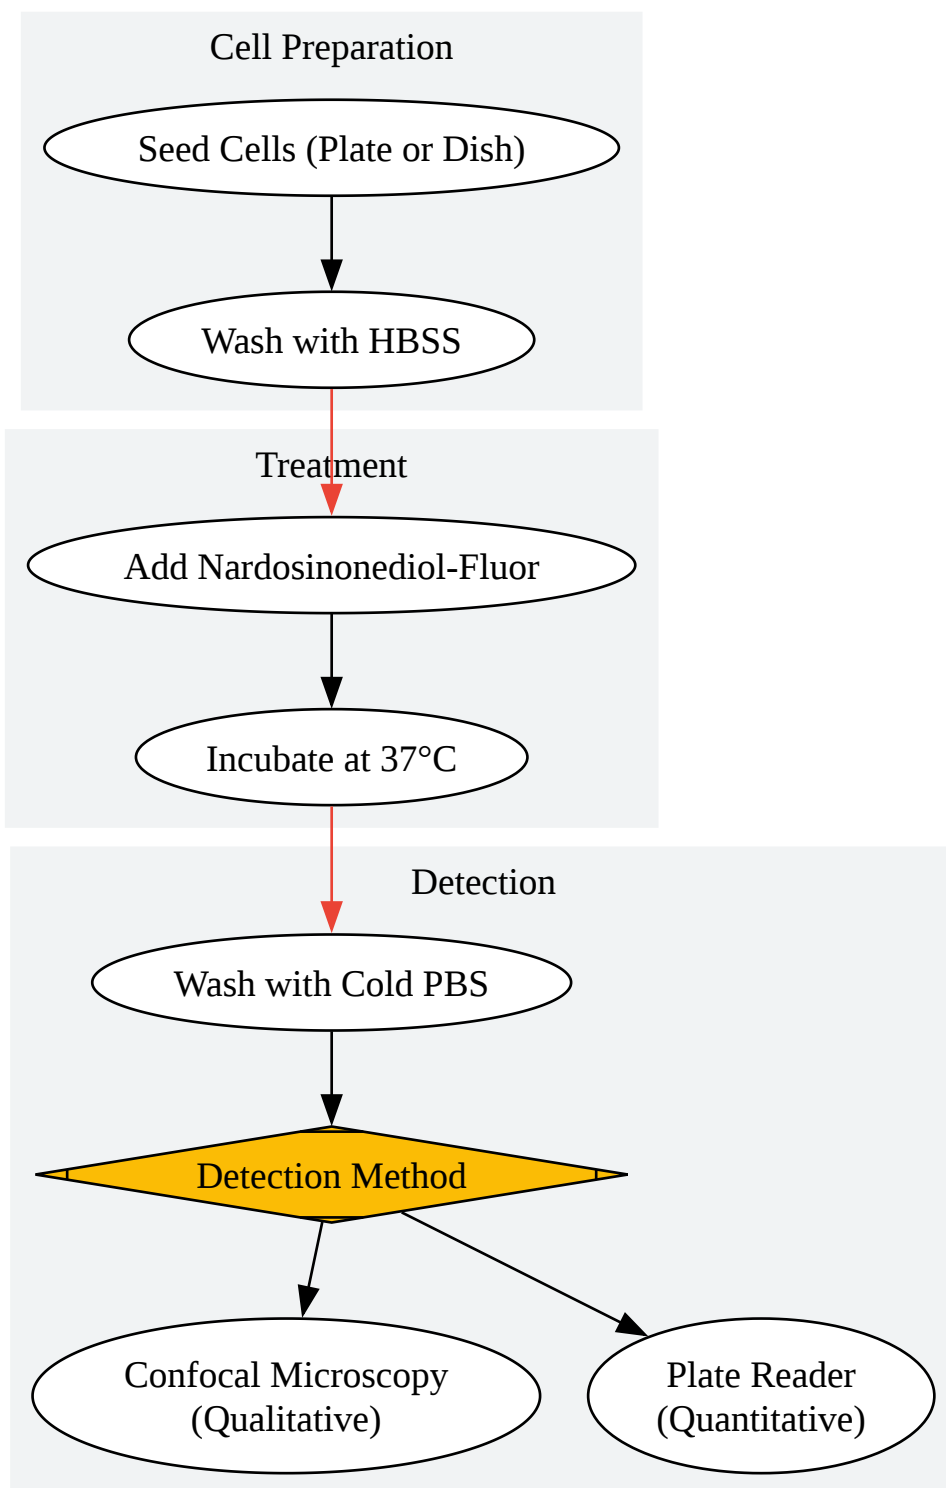 Cell Preparation
Seed Cells (Plate or Dish)
Wash with HBSS
Treatment
Add Nardosinonediol-Fluor
Incubate at 37°C
Detection
Wash with Cold PBS
Detection Method
Confocal Microscopy
(Qualitative)
Plate Reader
(Quantitative)